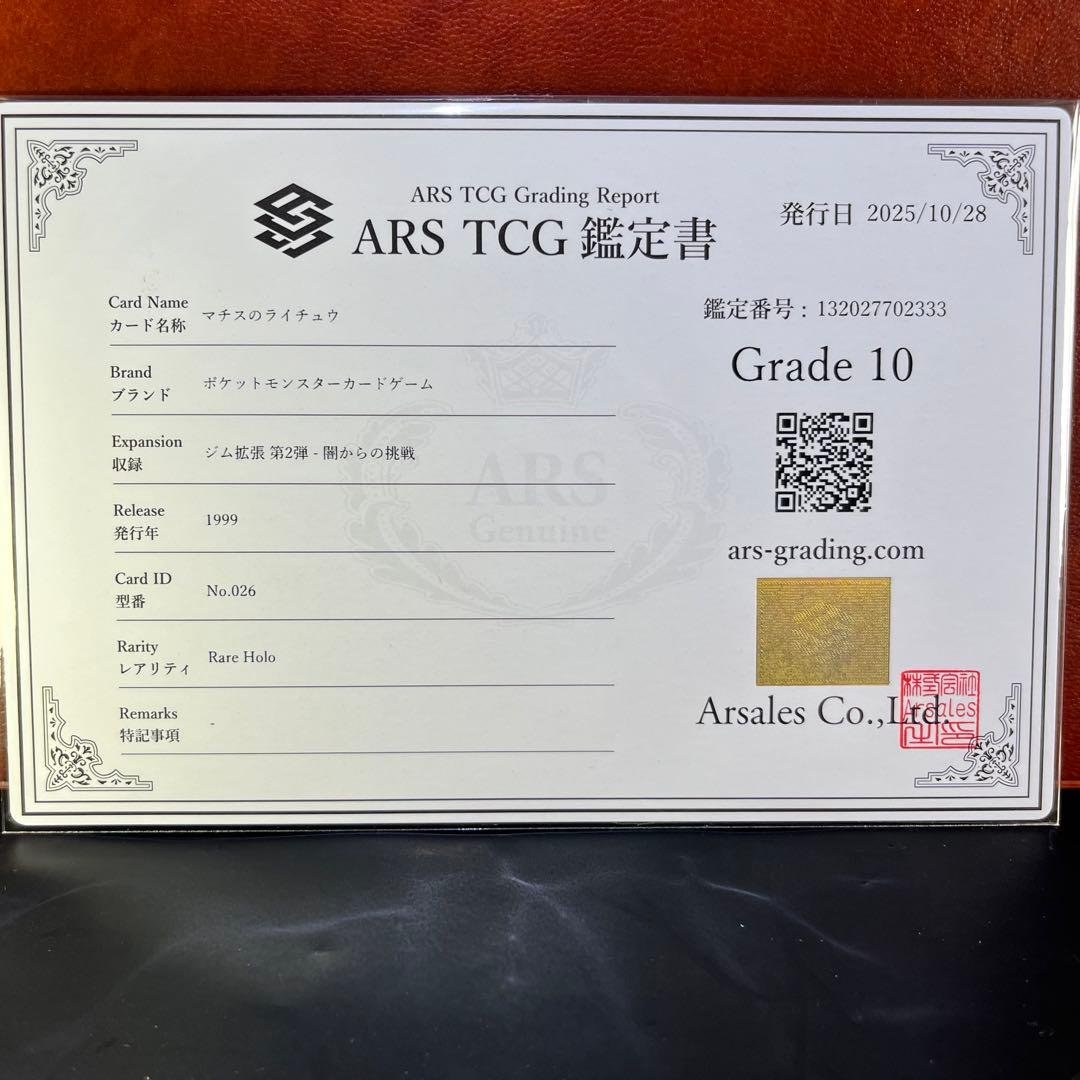 ARS TCG Grading Report
ARS TCG 鑑定書
発行日 2025/10/28
Card Name
カード名称
マチスのライチュウ
Brand
ブランド
ポケットモンスターカードゲーム
Expansion
収録
ジム拡張 第2弾 - 闇からの挑戦
Release
発行年
1999
Card ID
型番
No.026
Rarity
レアリティ
Rare Holo
Remarks
特記事項
-
ARS
Genuine
鑑定番号 : 132027702333
Grade 10
ars-grading.com
Arsales Co.,Ltd.
株式会社
Arsales